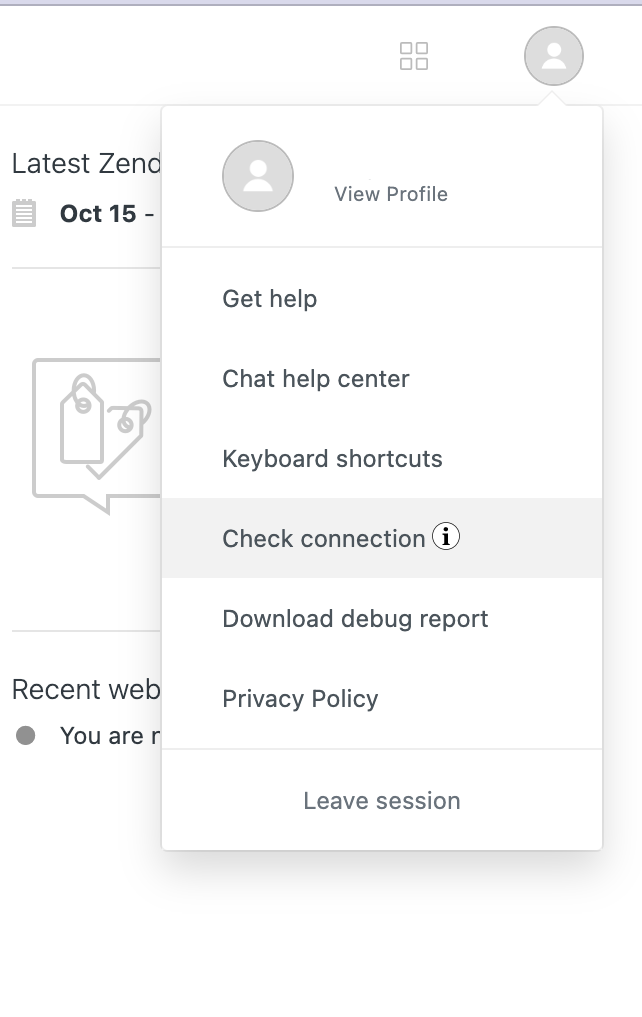 Latest Zend
Oct 15 -
View Profile
Get help
Chat help center
Keyboard shortcuts
Check connection
Download debug report
Privacy Policy
Recent web
You are n
Leave session